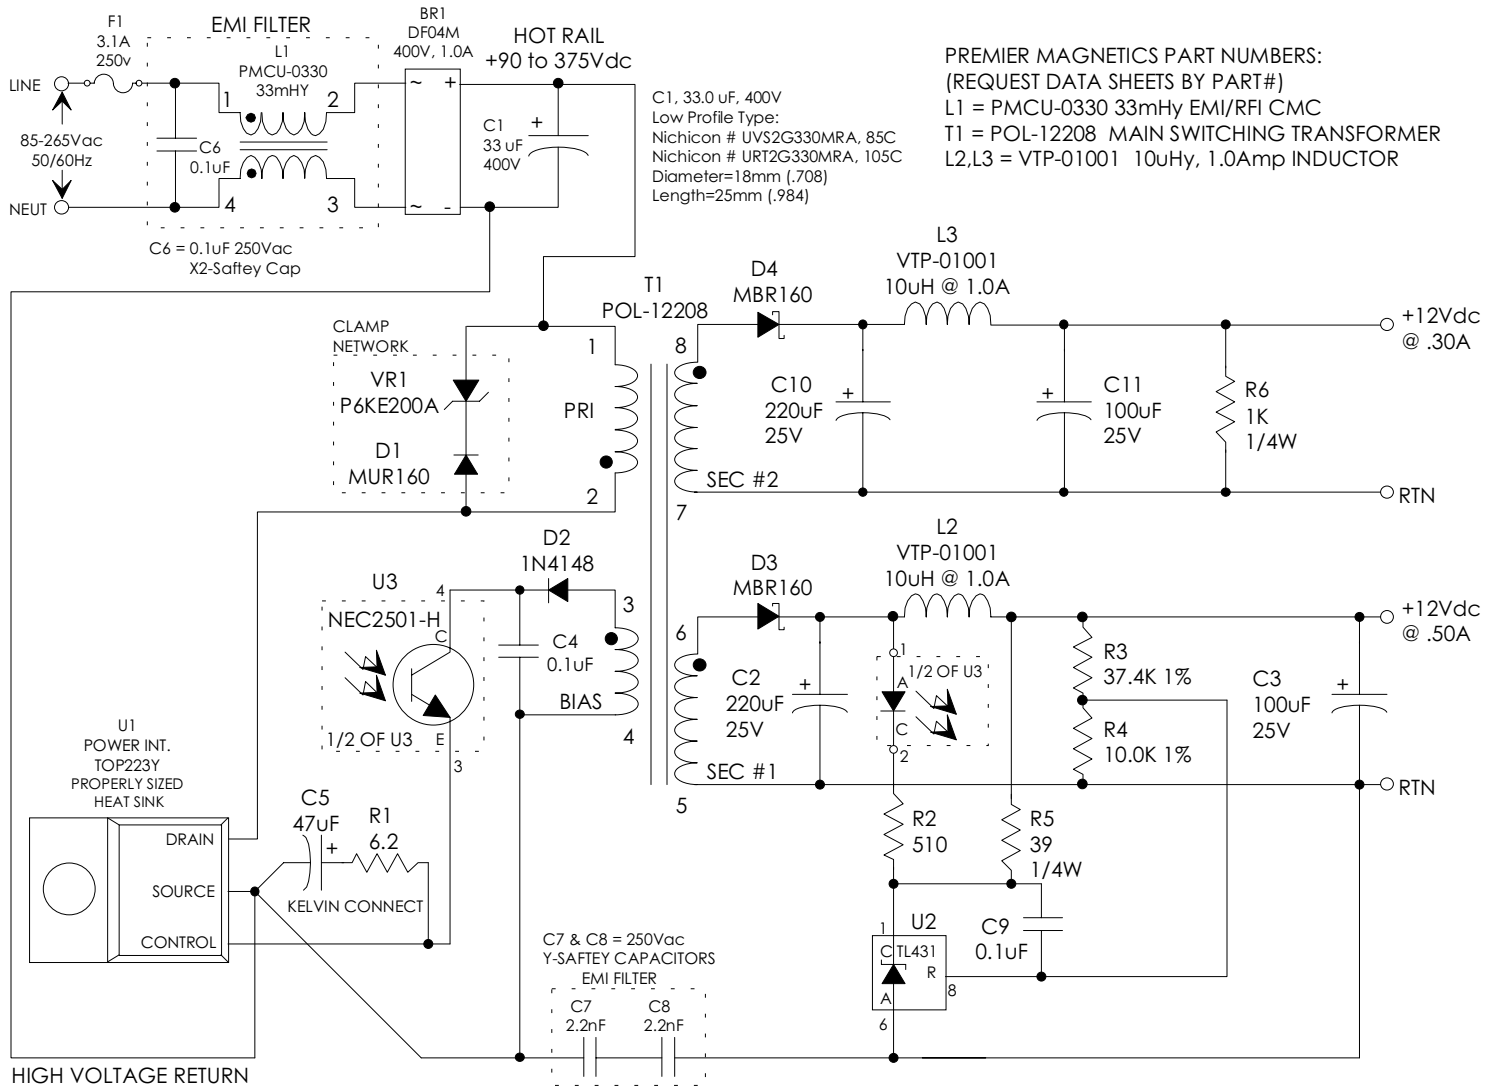 F1
3.1A
250v
EMI FILTER
L1
PMCU-0330
33mHY
BR1
DF04M
400V, 1.0A
HOT RAIL
+90 to 375Vdc
LINE
1
2
~
+
85-265Vac
50/60Hz
C6
0.1uF
C1
33 uF
400V
+
NEUT
4
3
~
-
C6 = 0.1uF 250Vac
X2-Saftey Cap
C1, 33.0 uF, 400V
Low Profile Type:
Nichicon # UVS2G330MRA, 85C
Nichicon # URT2G330MRA, 105C
Diameter=18mm (.708)
Length=25mm (.984)
PREMIER MAGNETICS PART NUMBERS:
(REQUEST DATA SHEETS BY PART#)
L1 = PMCU-0330 33mHy EMI/RFI CMC
T1 = POL-12208 MAIN SWITCHING TRANSFORMER
L2,L3 = VTP-01001 10uHy, 1.0Amp INDUCTOR
CLAMP
NETWORK
VR1
P6KE200A
D1
MUR160
T1
POL-12208
1
PRI
2
8
SEC #2
7
D4
MBR160
L3
VTP-01001
10uH @ 1.0A
+12Vdc
@ .30A
C10
220uF
25V
+
C11
100uF
25V
+
R6
1K
1/4W
RTN
D2
1N4148
3
BIAS
4
U3
4
NEC2501-H
C
E
1/2 OF U3
3
C4
0.1uF
6
SEC #1
5
D3
MBR160
L2
VTP-01001
10uH @ 1.0A
+12Vdc
@ .50A
C2
220uF
25V
+
1
1/2 OF U3
A
C
2
R3
37.4K 1%
R4
10.0K 1%
C3
100uF
25V
+
RTN
R2
510
R5
39
1/4W
U1
POWER INT.
TOP223Y
PROPERLY SIZED
HEAT SINK
DRAIN
SOURCE
CONTROL
C5
47uF
+
R1
6.2
KELVIN CONNECT
C7 & C8 = 250Vac
Y-SAFTEY CAPACITORS
EMI FILTER
C7
2.2nF
C8
2.2nF
1
U2
C TL431
R
A
8
6
C9
0.1uF
HIGH VOLTAGE RETURN